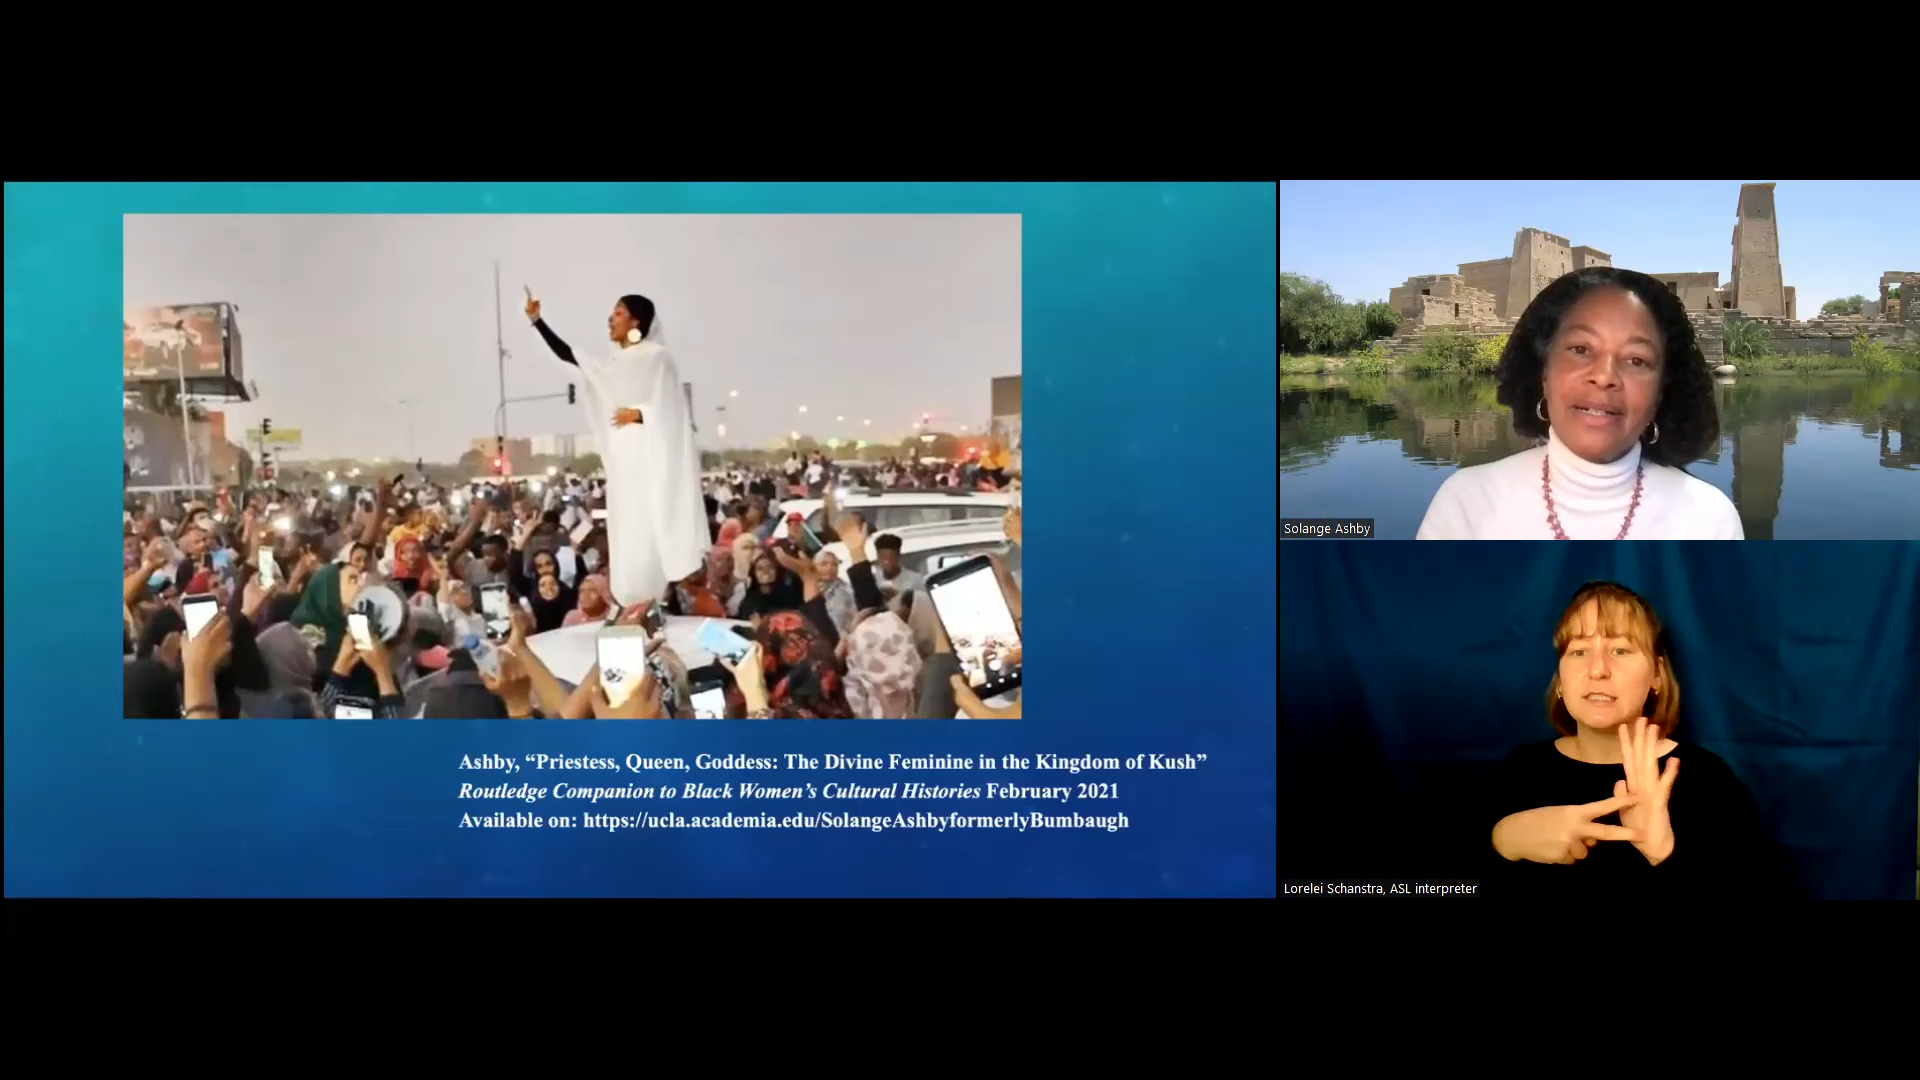 Ashby, “Priestess, Queen, Goddess: The Divine Feminine in the Kingdom of Kush”
Routledge Companion to Black Women’s Cultural Histories February 2021
Available on: https://ucla.academia.edu/SolangeAshbyformerlyBumbaugh
Solange Ashby
Lorelei Schanstra, ASL interpreter